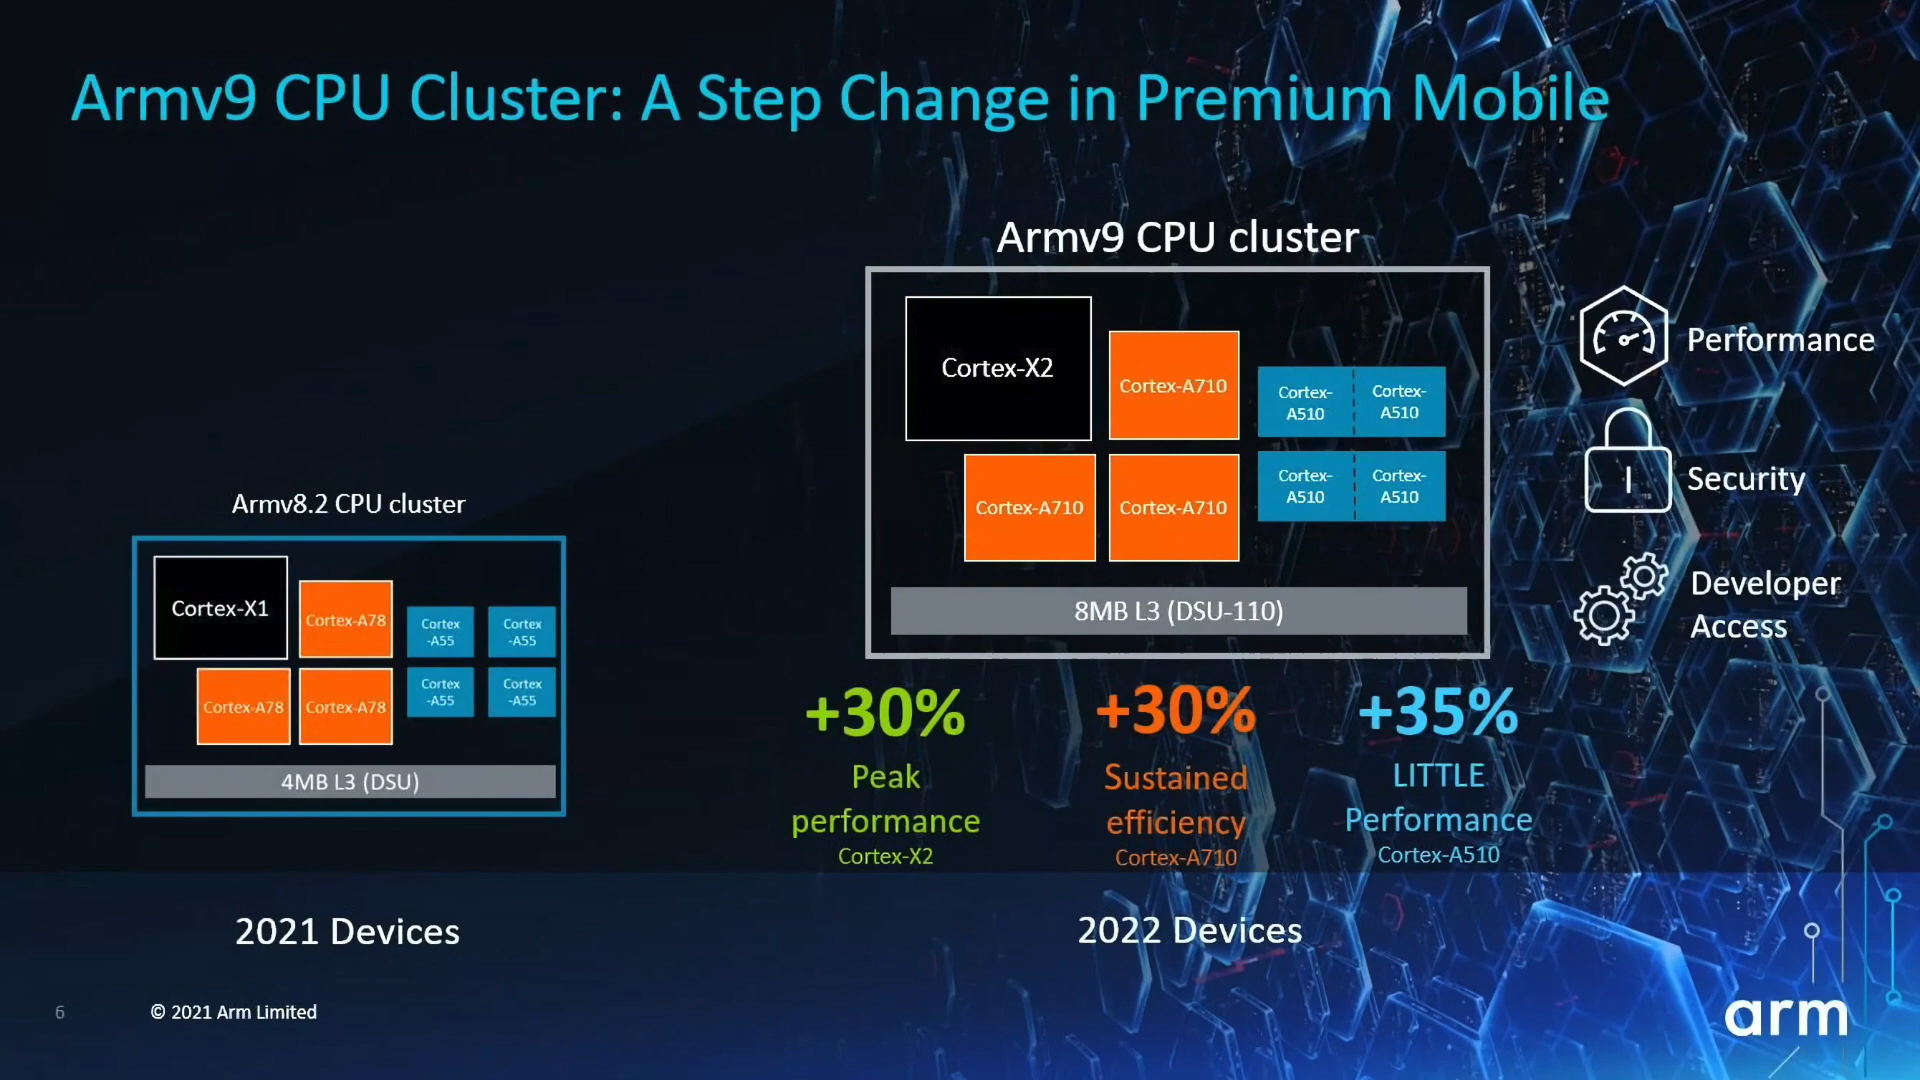 Armv9 CPU Cluster: A Step Change in Premium Mobile
Armv8.2 CPU cluster
Cortex-X1
Cortex-A78
Cortex
-A55
Cortex
-A55
Cortex-A78
Cortex-A78
Cortex
-A55
Cortex
-A55
4MB L3 (DSU)
2021 Devices
Armv9 CPU cluster
Cortex-X2
Cortex-A710
Cortex-
A510
Cortex-
A510
Cortex-A710
Cortex-A710
Cortex-
A510
Cortex-
A510
8MB L3 (DSU-110)
+30%
Peak
performance
Cortex-X2
+30%
Sustained
efficiency
Cortex-A710
+35%
LITTLE
Performance
Cortex-A510
2022 Devices
Performance
Security
Developer
Access
6
© 2021 Arm Limited
arm